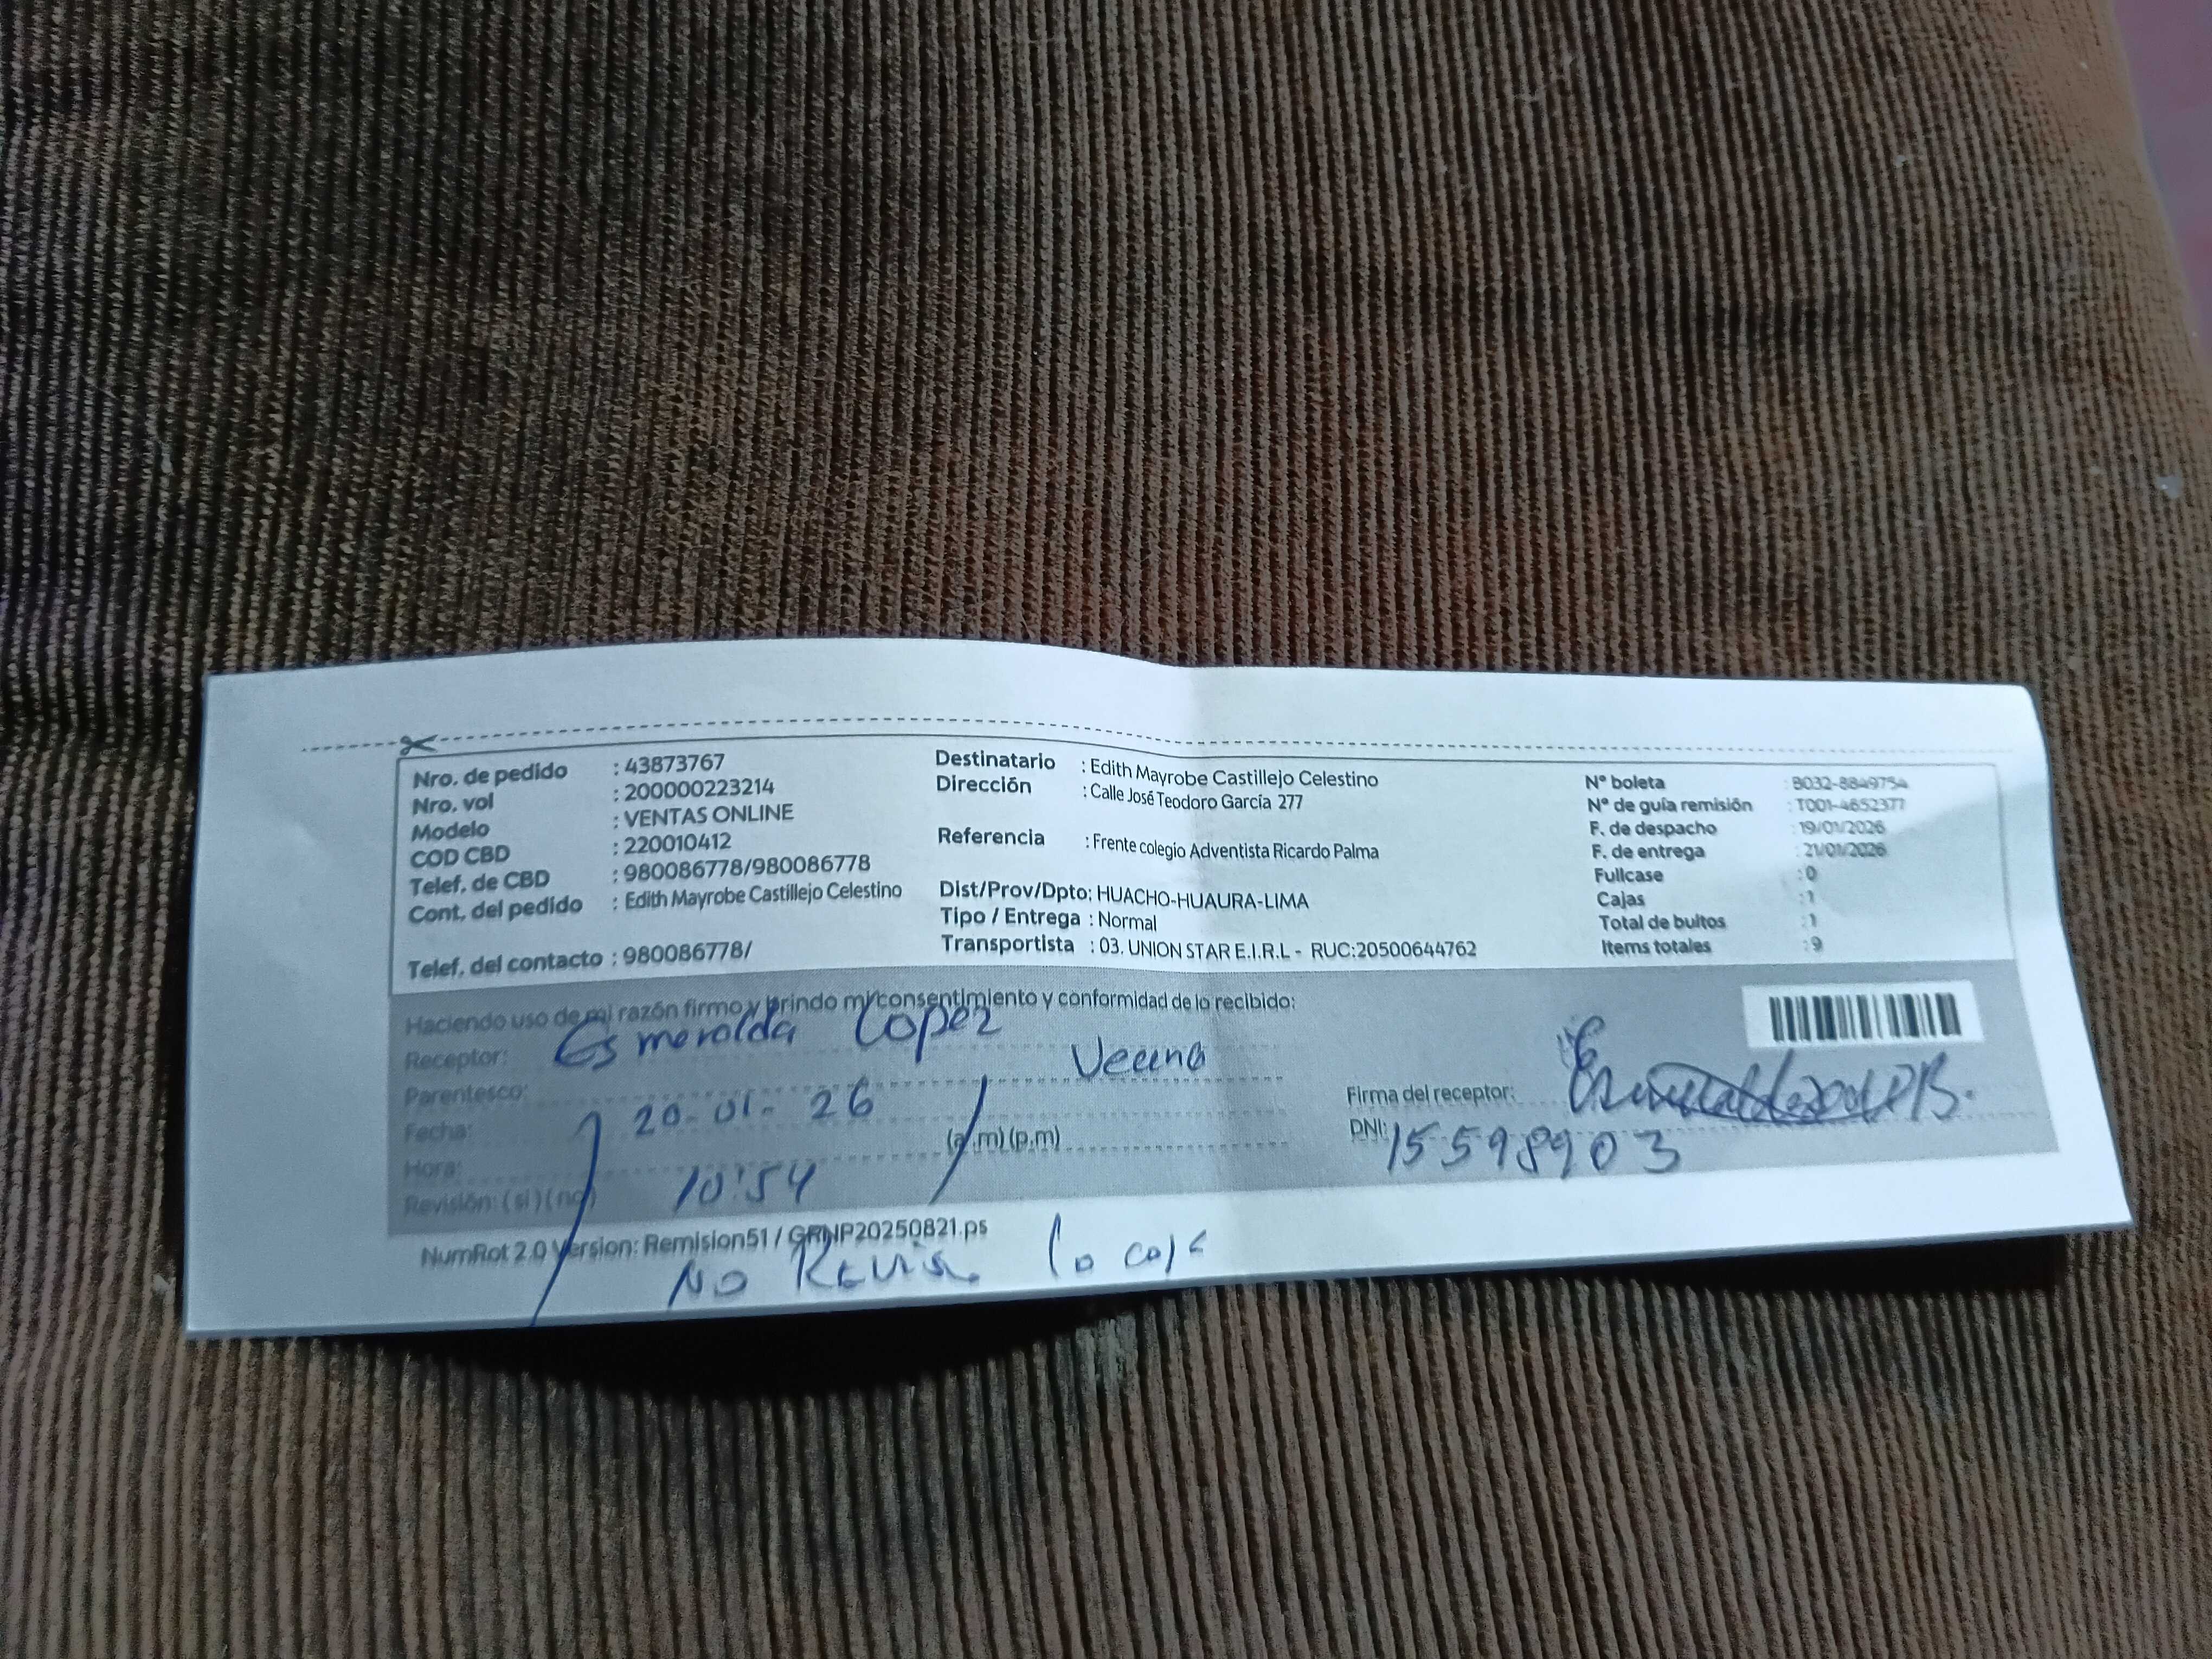 Nro. de pedido : 43873767
Nro. vol : 200000223214
Modelo : VENTAS ONLINE
COD CBD : 220010412
Telef. de CBD : 980086778/980086778
Cont. del pedido : Edith Mayrobe Castillejo Celestino
Telef. del contacto : 980086778/
Destinatario : Edith Mayrobe Castillejo Celestino
Dirección : Calle José Teodoro García 277
Referencia : Frente colegio Adventista Ricardo Palma
Dist/Prov/Dpto: HUACHO-HUAURA-LIMA
Tipo / Entrega : Normal
Transportista : 03. UNION STAR E.I.R.L - RUC:20500644762
Nº boleta : B032-8849754
Nº de guía remisión : T001-4652377
F. de despacho : 19/01/2026
F. de entrega : 21/01/2026
Fullcase : 0
Cajas : 1
Total de bultos : 1
Items totales : 9
Haciendo uso de mi razón firmo y brindo mi consentimiento y conformidad de lo recibido:
Receptor: Esmeralda Lopez
Parentesco: Vecina
Fecha: 20-01-26
Hora: 10:54 (a.m) (p.m)
Revisión: (si) (no)
Firma del receptor:
DNI: 15598903
NumRot 2.0 Version: Remision51 / GRNP20250821.ps
No Reviso la caja